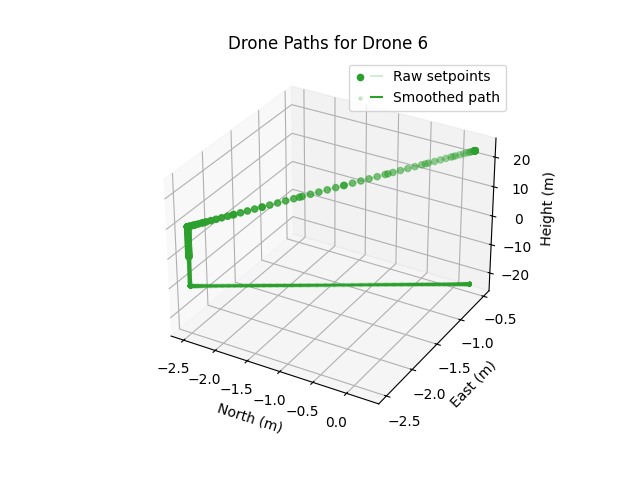 Drone Paths for Drone 6
Raw setpoints
Smoothed path
20
10
0
−10
−20
Height (m)
−0.5
−1.0
−1.5
−2.0
−2.5
East (m)
−2.5
−2.0
−1.5
−1.0
−0.5
0.0
North (m)